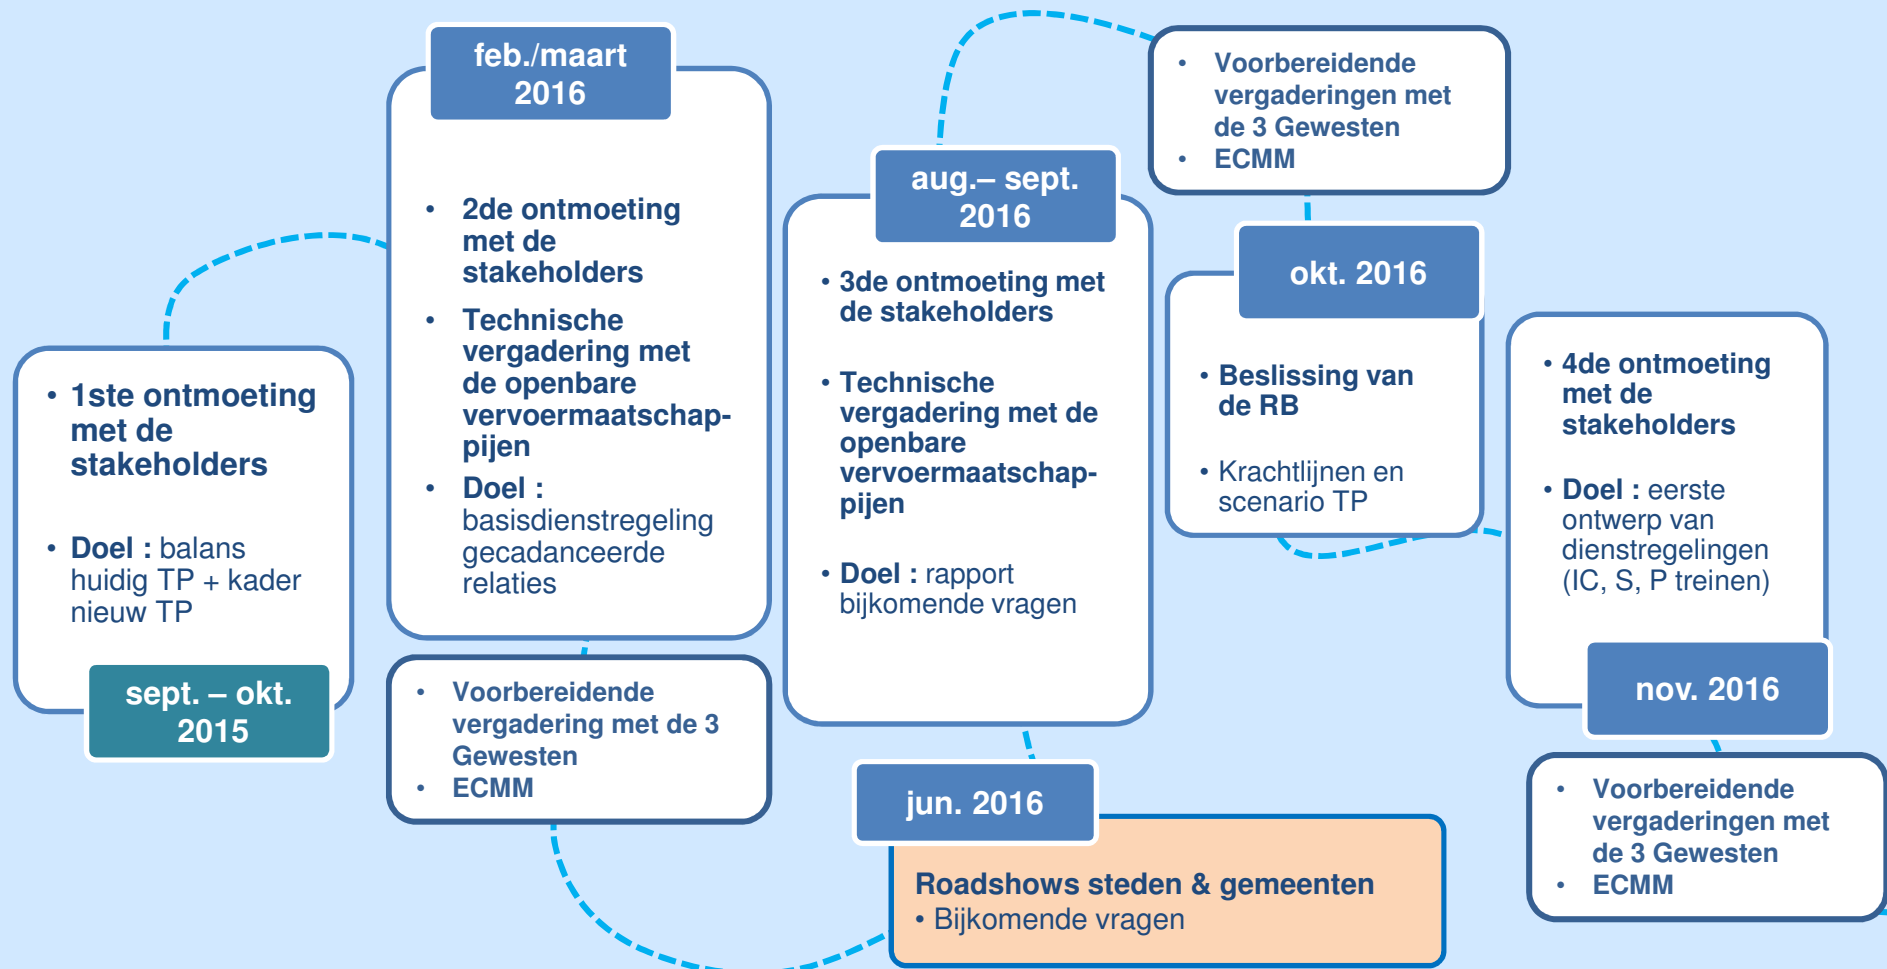 • 1ste ontmoeting
met de
stakeholders
• Doel : balans
huidig TP + kader
nieuw TP
sept. – okt.
2015
feb./maart
2016
• 2de ontmoeting
met de
stakeholders
• Technische
vergadering met
de openbare
vervoermaatschap-
pijen
• Doel :
basisdienstregeling
gecadanceerde
relaties
• Voorbereidende
vergadering met de 3
Gewesten
• ECMM
jun. 2016
Roadshows steden & gemeenten
• Bijkomende vragen
aug.– sept.
2016
• 3de ontmoeting met
de stakeholders
• Technische
vergadering met de
openbare
vervoermaatschap-
pijen
• Doel : rapport
bijkomende vragen
• Voorbereidende
vergaderingen met
de 3 Gewesten
• ECMM
okt. 2016
• Beslissing van
de RB
• Krachtlijnen en
scenario TP
• 4de ontmoeting
met de
stakeholders
• Doel : eerste
ontwerp van
dienstregelingen
(IC, S, P treinen)
nov. 2016
• Voorbereidende
vergaderingen met
de 3 Gewesten
• ECMM